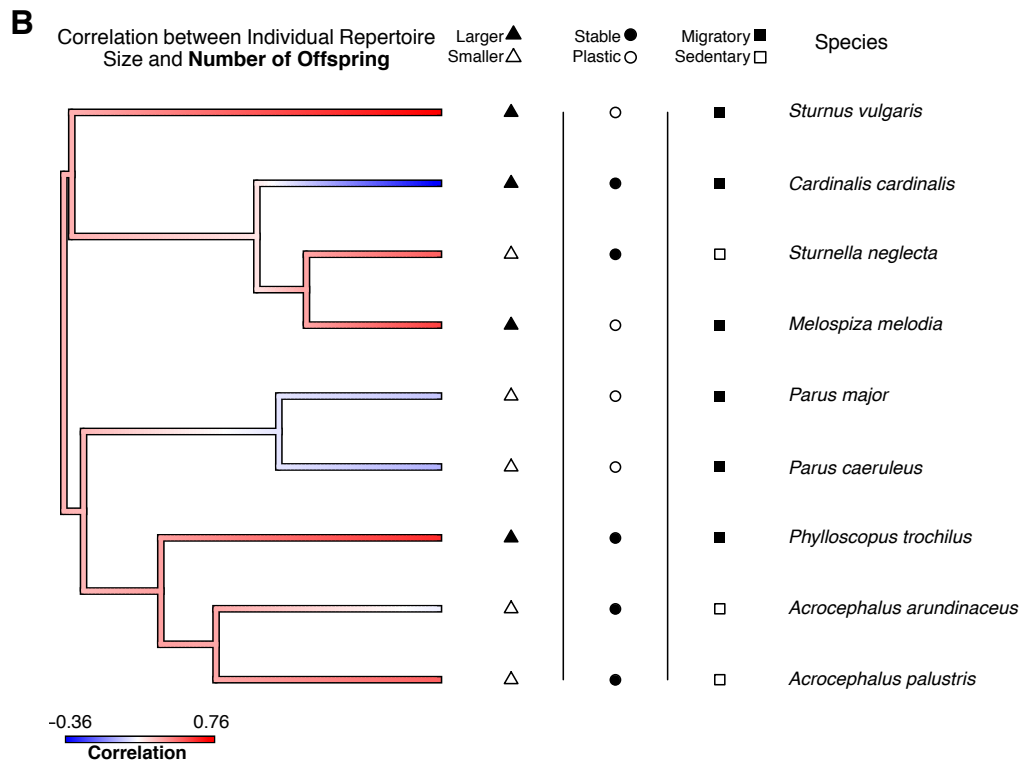 B
Correlation between Individual Repertoire
Size and Number of Offspring
Larger
Smaller
Stable
Plastic
Migratory
Sedentary
Species
Sturnus vulgaris
Cardinalis cardinalis
Sturnella neglecta
Melospiza melodia
Parus major
Parus caeruleus
Phylloscopus trochilus
Acrocephalus arundinaceus
Acrocephalus palustris
-0.36 0.76
Correlation